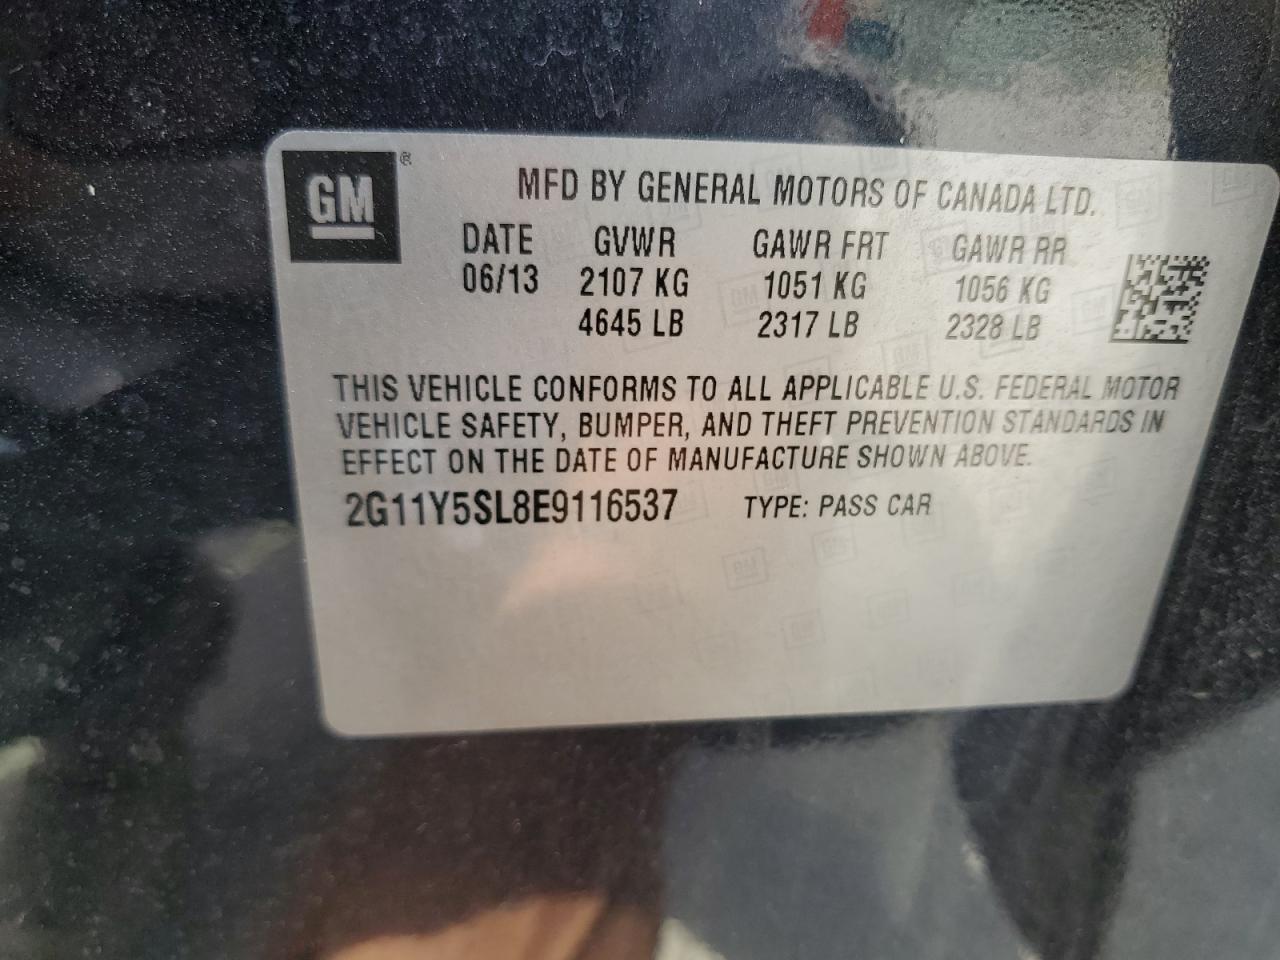 GM ®
MFD BY GENERAL MOTORS OF CANADA LTD.
DATE GVWR GAWR FRT GAWR RR
06/13 2107 KG 1051 KG 1056 KG
4645 LB 2317 LB 2328 LB
THIS VEHICLE CONFORMS TO ALL APPLICABLE U.S. FEDERAL MOTOR
VEHICLE SAFETY, BUMPER, AND THEFT PREVENTION STANDARDS IN
EFFECT ON THE DATE OF MANUFACTURE SHOWN ABOVE.
2G11Y5SL8E9116537 TYPE: PASS CAR